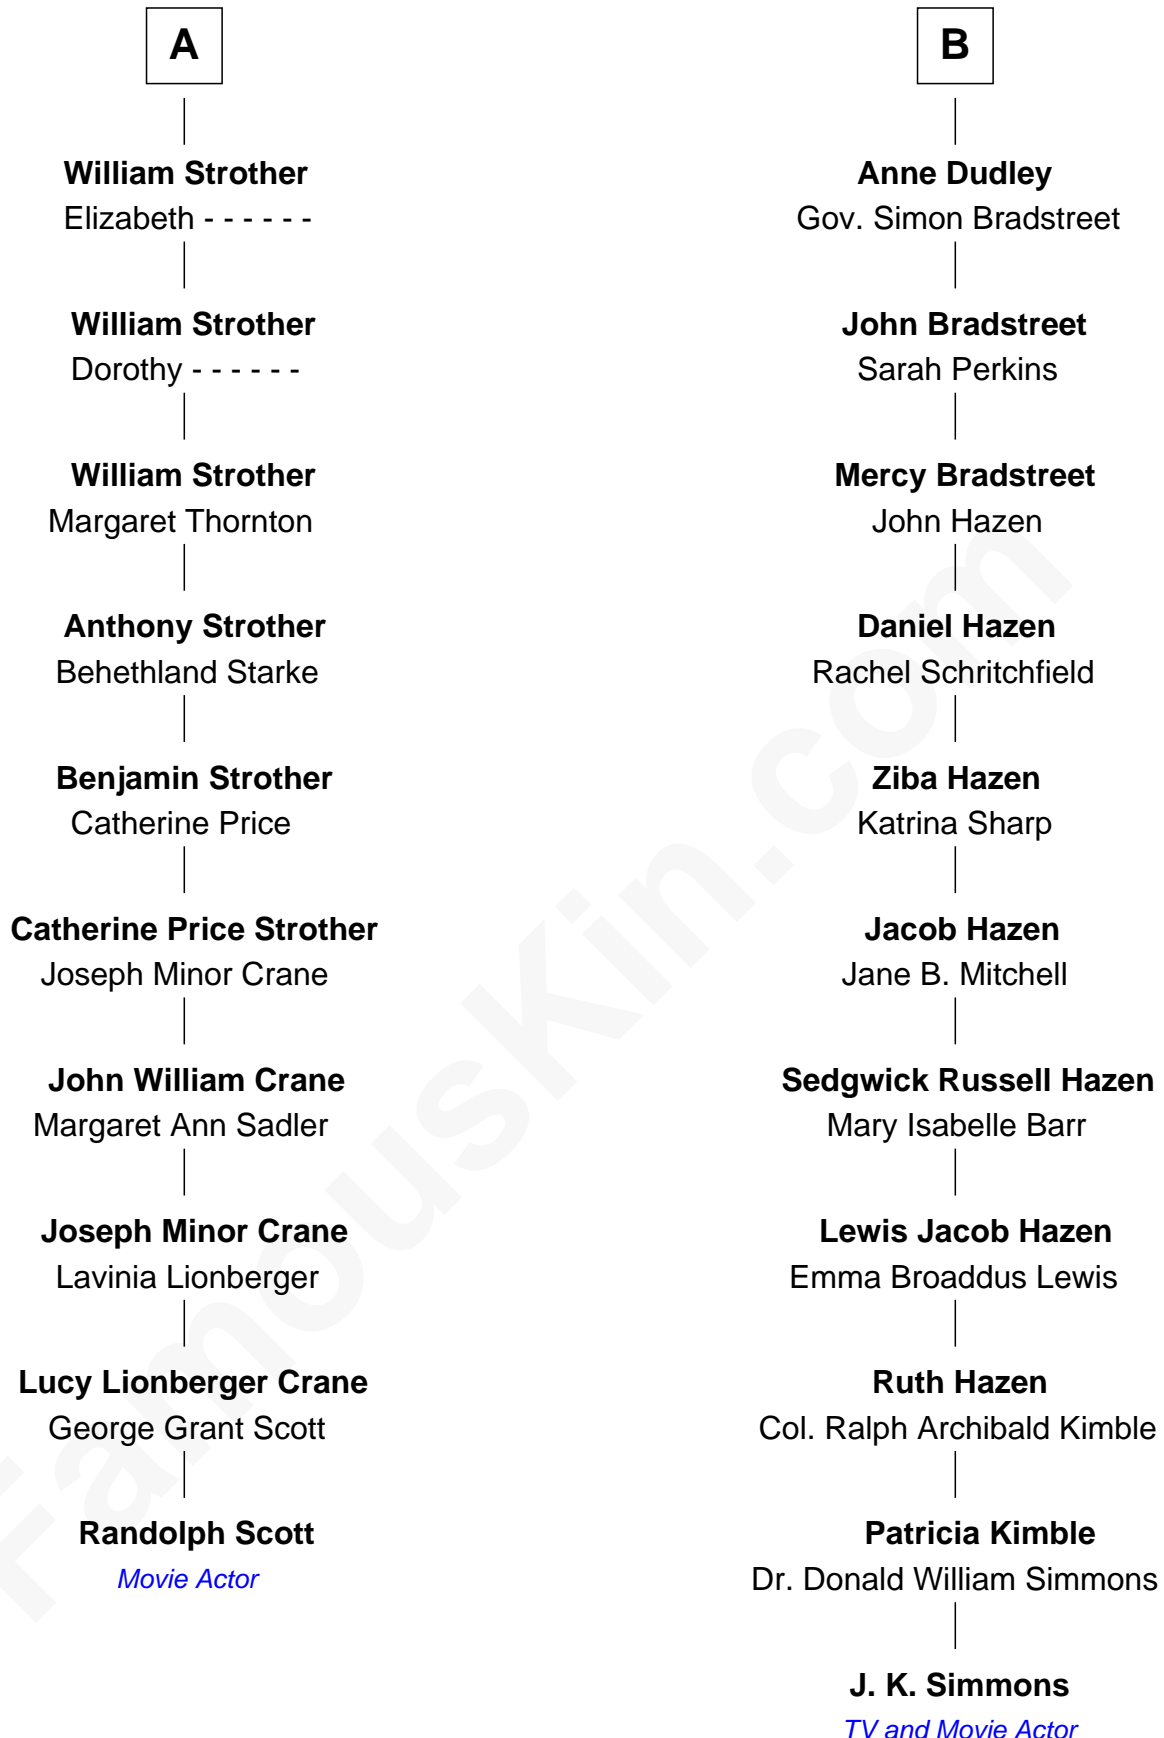 A
William Strother
Elizabeth - - - - - -
William Strother
Dorothy - - - - - -
William Strother
Margaret Thornton
Anthony Strother
Behethland Starke
Benjamin Strother
Catherine Price
Catherine Price Strother
Joseph Minor Crane
John William Crane
Margaret Ann Sadler
Joseph Minor Crane
Lavinia Lionberger
Lucy Lionberger Crane
George Grant Scott
Randolph Scott
Movie Actor
B
Anne Dudley
Gov. Simon Bradstreet
John Bradstreet
Sarah Perkins
Mercy Bradstreet
John Hazen
Daniel Hazen
Rachel Schritchfield
Ziba Hazen
Katrina Sharp
Jacob Hazen
Jane B. Mitchell
Sedgwick Russell Hazen
Mary Isabelle Barr
Lewis Jacob Hazen
Emma Broaddus Lewis
Ruth Hazen
Col. Ralph Archibald Kimble
Patricia Kimble
Dr. Donald William Simmons
J. K. Simmons
TV and Movie Actor
FamousKin.com